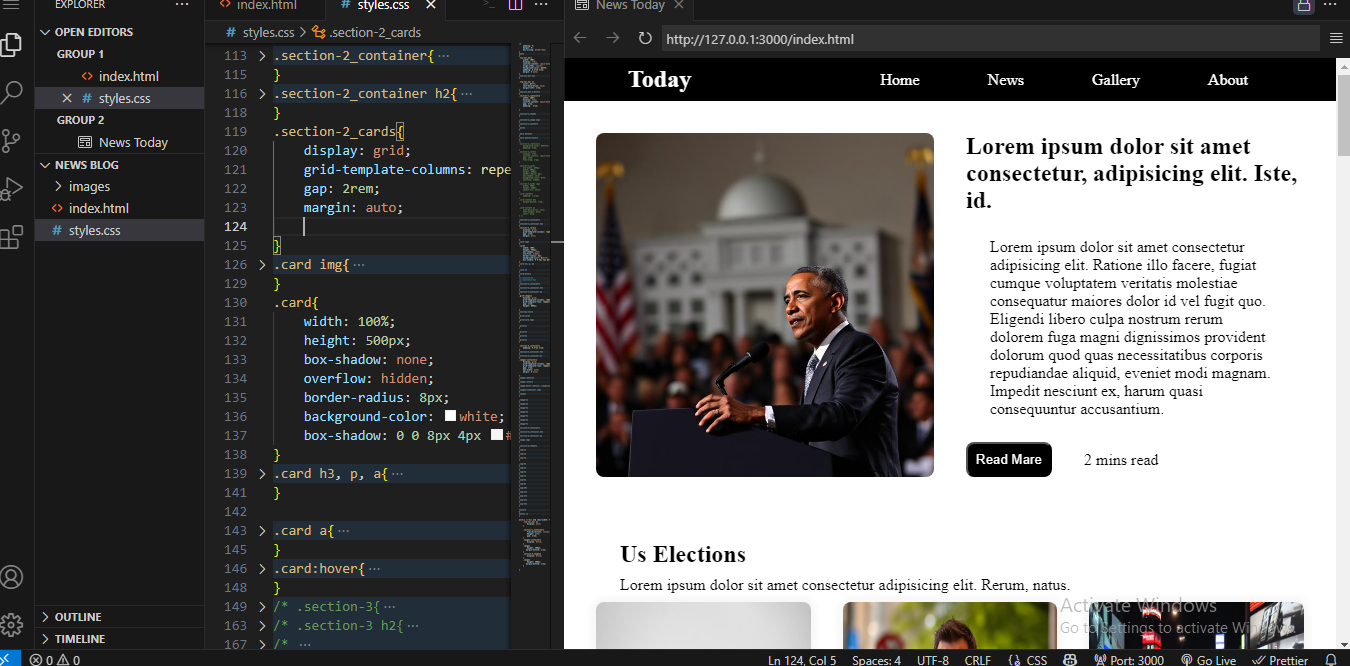 EXPLORER
OPEN EDITORS
GROUP 1
index.html
styles.css
GROUP 2
News Today
NEWS BLOG
images
index.html
styles.css
OUTLINE
TIMELINE
index.html
styles.css
styles.css > .section-2_cards
113 .section-2_container{ ...
115 }
116 .section-2_container h2{ ...
118 }
119 .section-2_cards{
120 display: grid;
121 grid-template-columns: repe
122 gap: 2rem;
123 margin: auto;
124
125 }
126 .card img{ ...
129 }
130 .card{
131 width: 100%;
132 height: 500px;
133 box-shadow: none;
134 overflow: hidden;
135 border-radius: 8px;
136 background-color: white;
137 box-shadow: 0 0 8px 4px #
138 }
139 .card h3, p, a{ ...
141 }
142
143 .card a{ ...
145 }
146 .card:hover{ ...
148 }
149 /* .section-3{ ...
163 /* .section-3 h2{ ...
167 /* ...
News Today
http://127.0.0.1:3000/index.html
Today Home News Gallery About
Lorem ipsum dolor sit amet
consectetur, adipisicing elit. Iste,
id.
Lorem ipsum dolor sit amet consectetur
adipisicing elit. Ratione illo facere, fugiat
cumque voluptatem veritatis molestiae
consequatur maiores dolor id vel fugit quo.
Eligendi libero culpa nostrum rerum
dolorem fuga magni dignissimos provident
dolorum quod quas necessitatibus corporis
repudiandae aliquid, eveniet modi magnam.
Impedit nesciunt ex, harum quasi
consequuntur accusantium.
Read Mare 2 mins read
Us Elections
Lorem ipsum dolor sit amet consectetur adipisicing elit. Rerum, natus.
Activate Windows
Go to Settings to activate Windows.
0 0 Ln 124, Col 5 Spaces: 4 UTF-8 CRLF CSS Port: 3000 Go Live Prettier